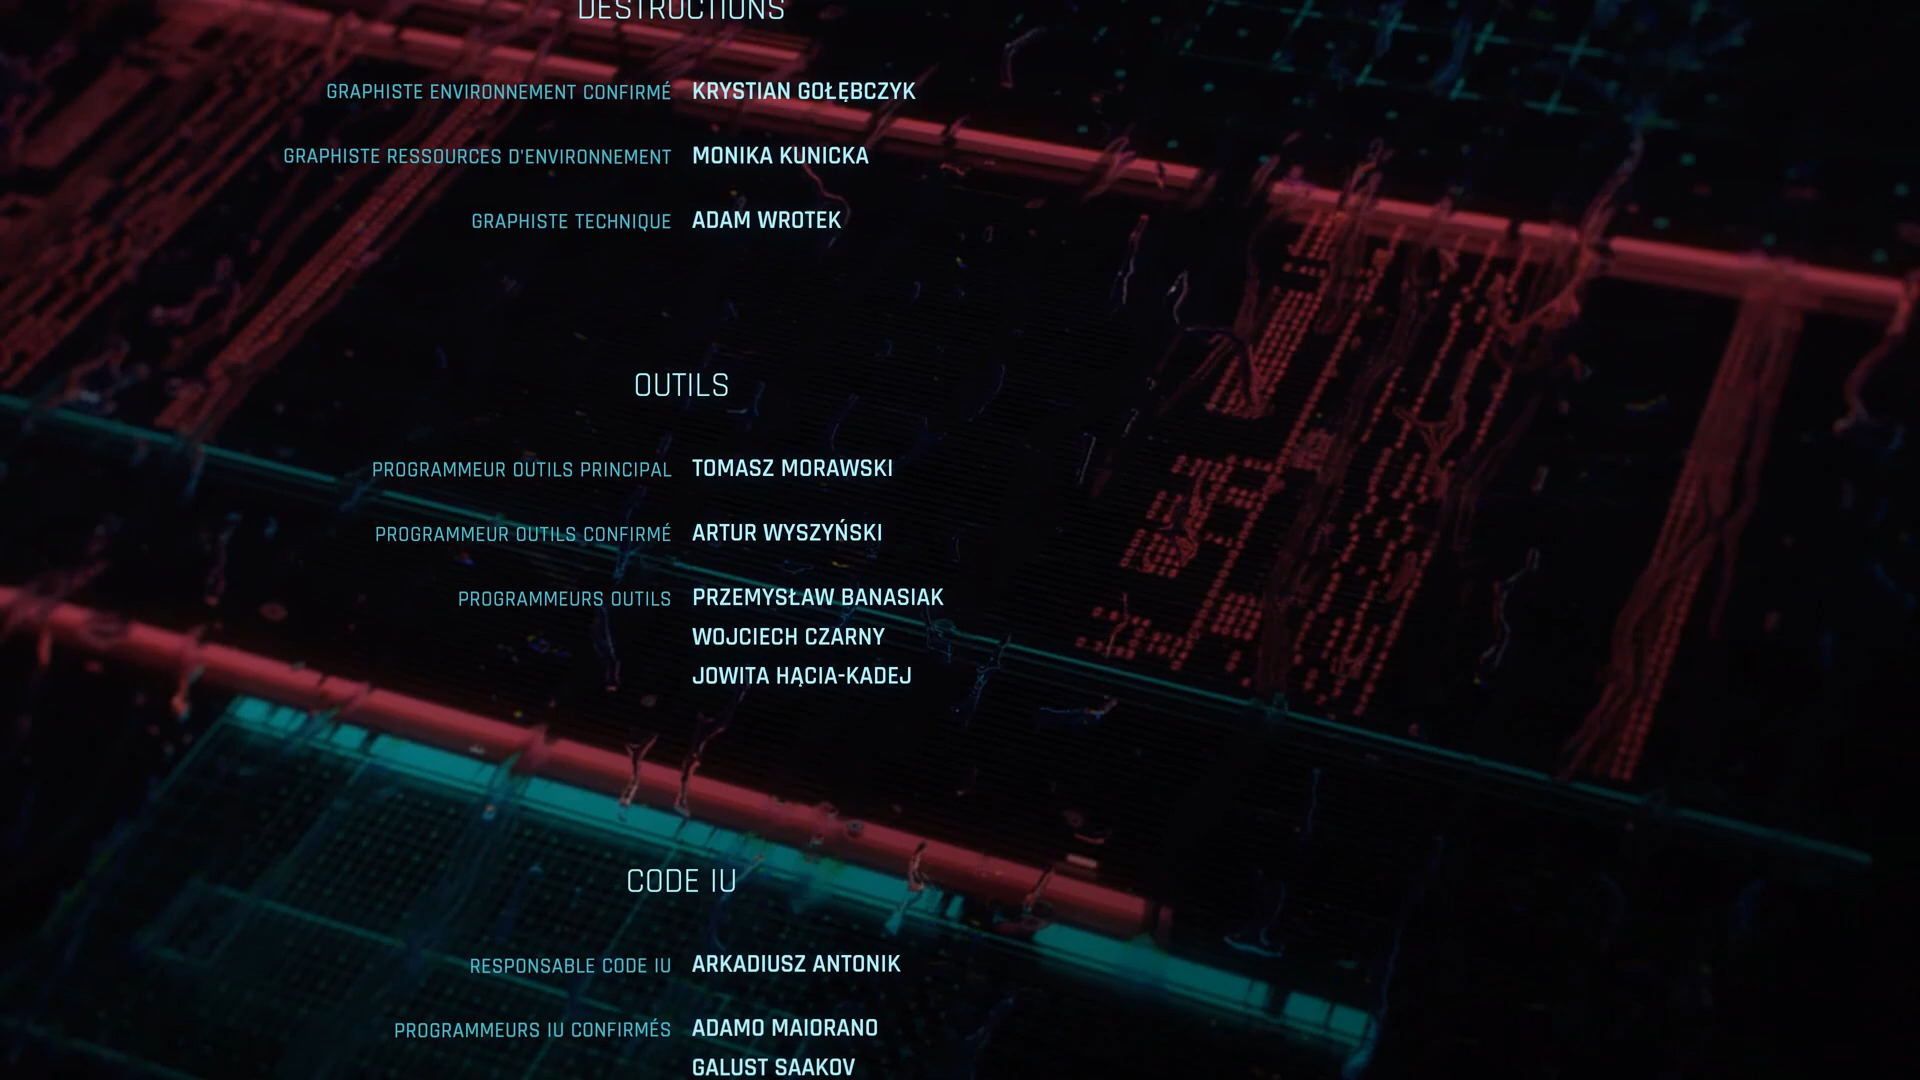 DESTRUCTIONS
GRAPHISTE ENVIRONNEMENT CONFIRMÉ KRYSTIAN GOŁĘBCZYK
GRAPHISTE RESSOURCES D'ENVIRONNEMENT MONIKA KUNICKA
GRAPHISTE TECHNIQUE ADAM WROTEK
OUTILS
PROGRAMMEUR OUTILS PRINCIPAL TOMASZ MORAWSKI
PROGRAMMEUR OUTILS CONFIRMÉ ARTUR WYSZYŃSKI
PROGRAMMEURS OUTILS PRZEMYSŁAW BANASIAK
WOJCIECH CZARNY
JOWITA HĄCIA-KADEJ
CODE IU
RESPONSABLE CODE IU ARKADIUSZ ANTONIK
PROGRAMMEURS IU CONFIRMÉS ADAMO MAIORANO
GALUST SAAKOV